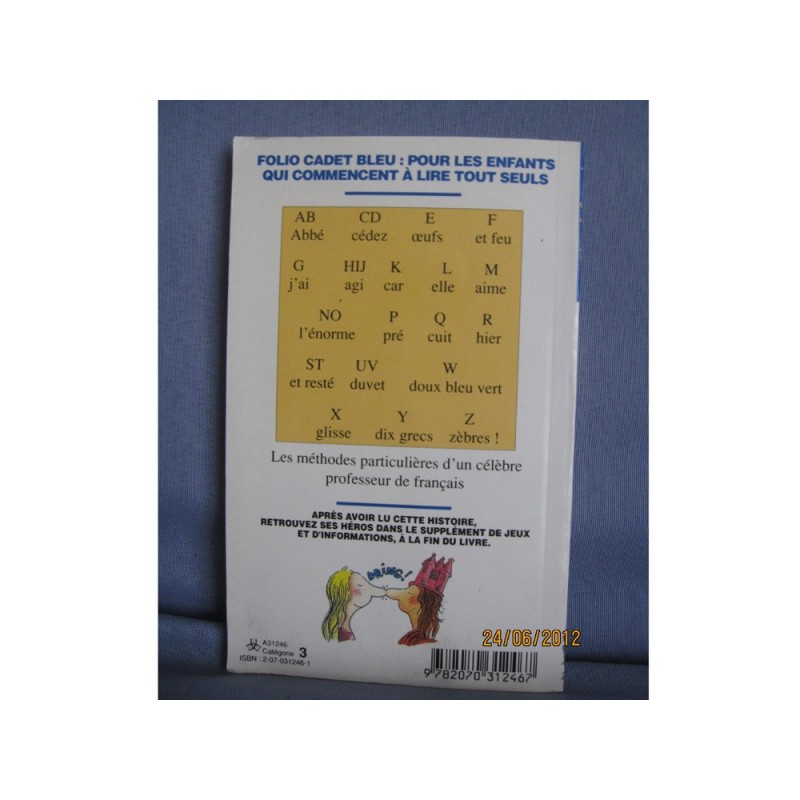 FOLIO CADET BLEU : POUR LES ENFANTS
QUI COMMENCENT À LIRE TOUT SEULS
AB CD E F
Abbé cédez œufs et feu
G HIJ K L M
j'ai agi car elle aime
NO P Q R
l'énorme pré cuit hier
ST UV W
et resté duvet doux bleu vert
X Y Z
glisse dix grecs zèbres !
Les méthodes particulières d'un célèbre
professeur de français
APRÈS AVOIR LU CETTE HISTOIRE,
RETROUVEZ SES HÉROS DANS LE SUPPLÉMENT DE JEUX
ET D'INFORMATIONS, À LA FIN DU LIVRE.
DRING!
A31246
Catégorie 3
ISBN : 2-07-031246-1
24/06/2012
9 782070 312467